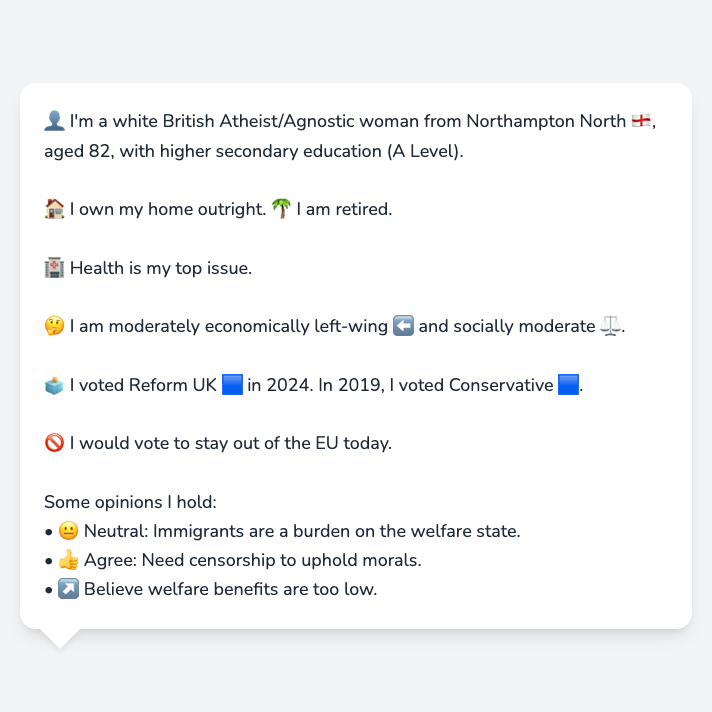 👤 I'm a white British Atheist/Agnostic woman from Northampton North 🏴󠁧󠁢󠁥󠁮󠁧󠁿,
aged 82, with higher secondary education (A Level).
🏠 I own my home outright. 🌴 I am retired.
🏥 Health is my top issue.
🤔 I am moderately economically left-wing ⬅️ and socially moderate ⚖️.
🗳️ I voted Reform UK 🟦 in 2024. In 2019, I voted Conservative 🟦.
🚫 I would vote to stay out of the EU today.
Some opinions I hold:
• 😐 Neutral: Immigrants are a burden on the welfare state.
• 👍 Agree: Need censorship to uphold morals.
• ↗️ Believe welfare benefits are too low.